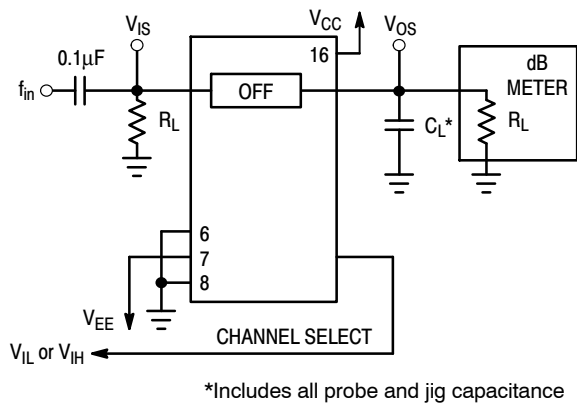 V_IS
V_CC
V_OS
0.1μF
16
dB
METER
f_in
OFF
R_L
C_L*
R_L
6
7
8
V_EE
CHANNEL SELECT
V_IL or V_IH
*Includes all probe and jig capacitance